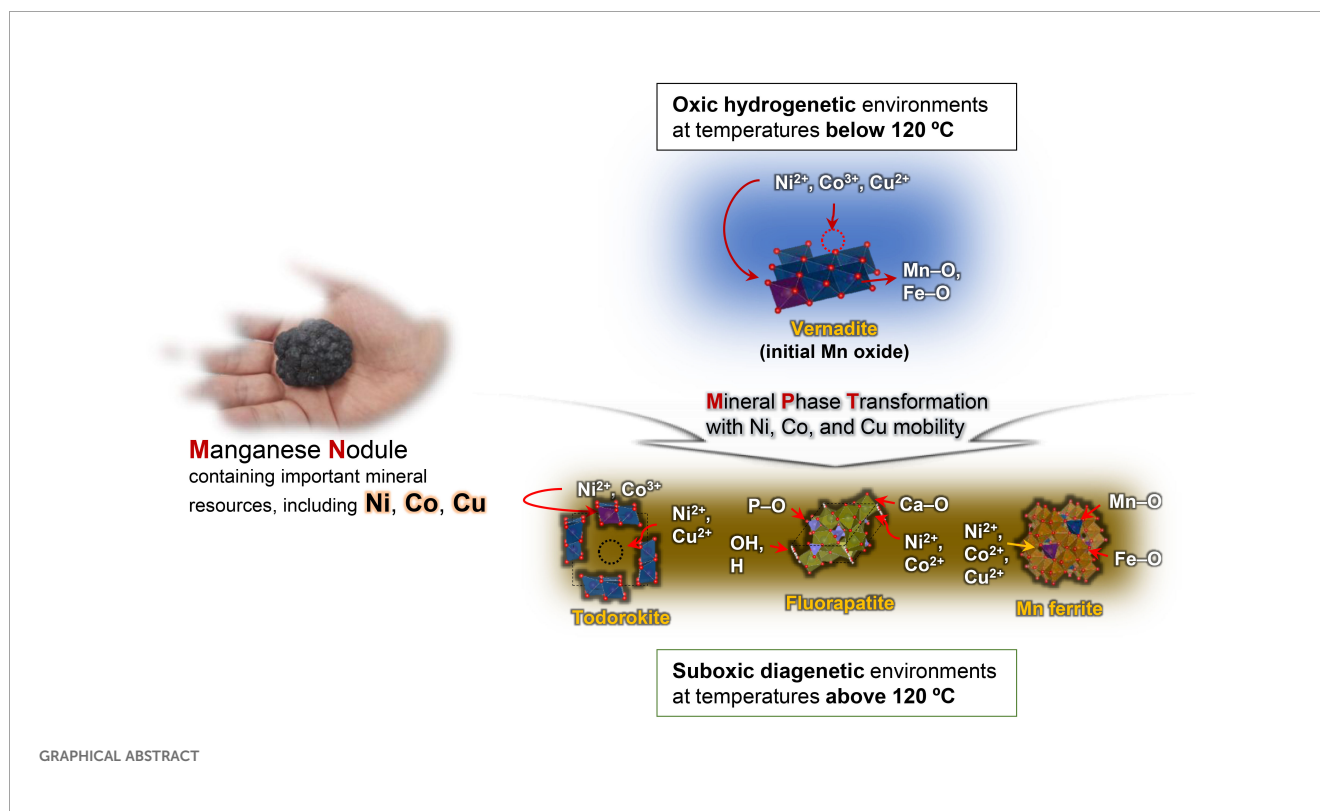 Oxic hydrogenetic environments
at temperatures below 120 ºC
Ni²⁺, Co³⁺, Cu²⁺
Mn–O,
Fe–O
Vernadite
(initial Mn oxide)
Mineral Phase Transformation
with Ni, Co, and Cu mobility
Manganese Nodule
containing important mineral
resources, including Ni, Co, Cu
Ni²⁺, Co³⁺
Ni²⁺,
Cu²⁺
Todorokite
P–O
OH,
H
Ca–O
Ni²⁺,
Co²⁺
Fluorapatite
Ni²⁺,
Co²⁺,
Cu²⁺
Mn–O
Fe–O
Mn ferrite
Suboxic diagenetic environments
at temperatures above 120 ºC
GRAPHICAL ABSTRACT